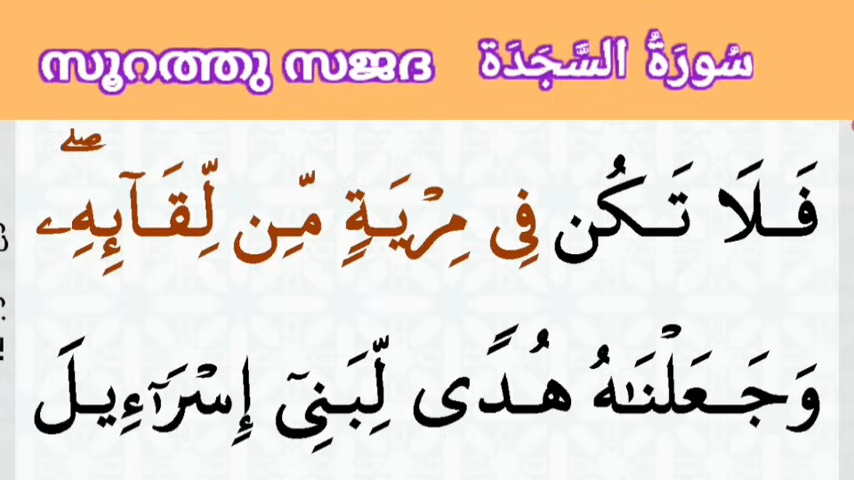 സൂറത്തു സജദ سُورَةُ السَّجَدَة
فَلَا تَكُن فِى مِرْيَةٍ مِّن لِّقَآئِهِۦ ۖ
وَجَعَلْنَـٰهُ هُدًى لِّبَنِىٓ إِسْرَٰٓءِيلَ